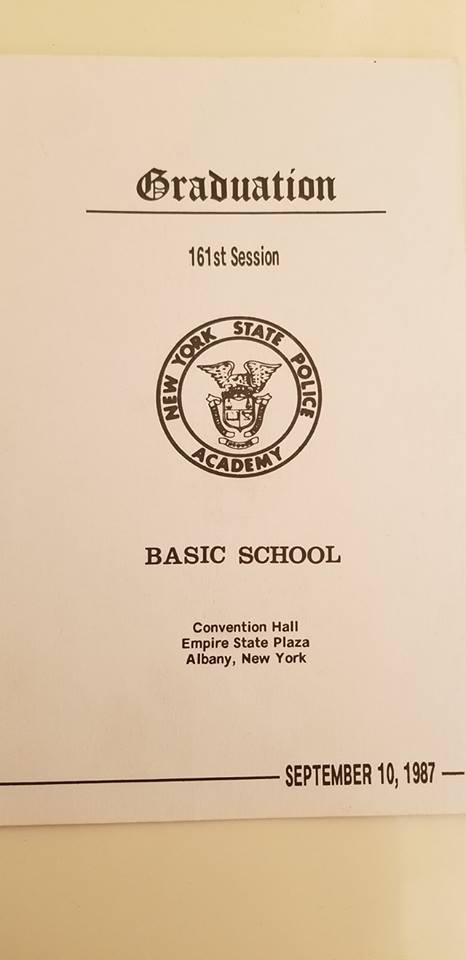 Graduation
161st Session
NEW YORK STATE POLICE
ACADEMY
BASIC SCHOOL
Convention Hall
Empire State Plaza
Albany, New York
SEPTEMBER 10, 1987